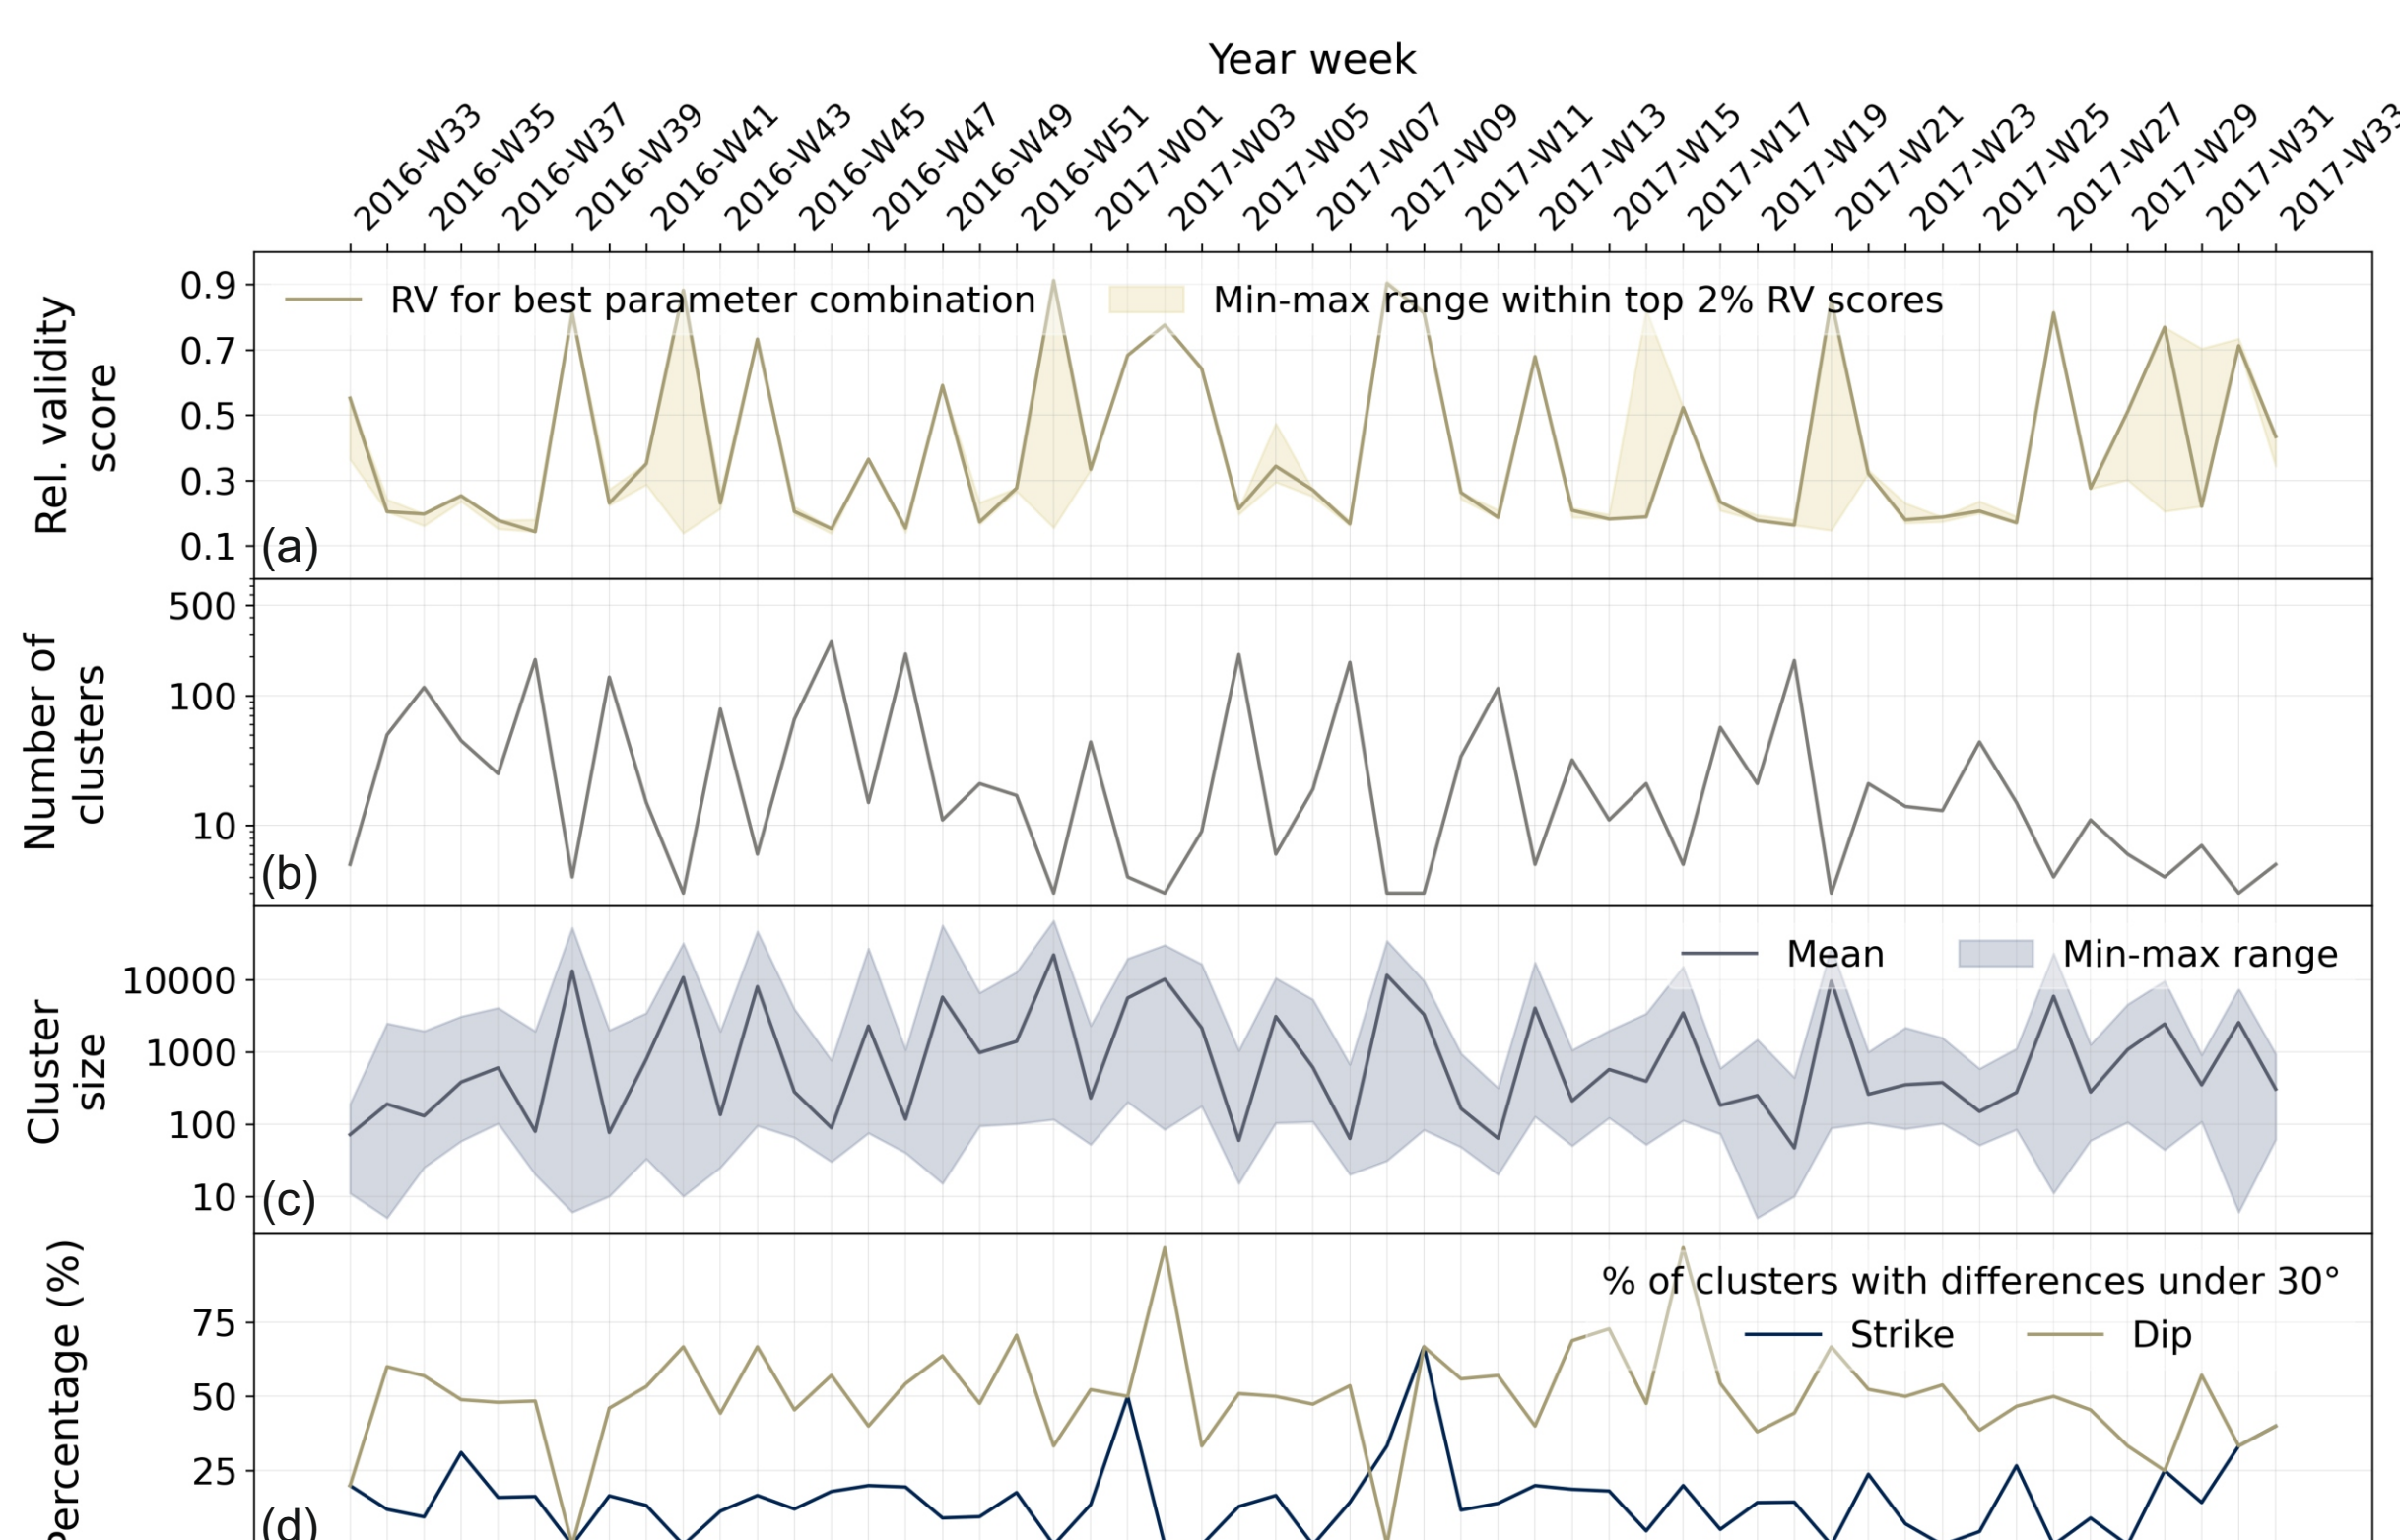 Year week
2016-W33
2016-W35
2016-W37
2016-W39
2016-W41
2016-W43
2016-W45
2016-W47
2016-W49
2016-W51
2017-W01
2017-W03
2017-W05
2017-W07
2017-W09
2017-W11
2017-W13
2017-W15
2017-W17
2017-W19
2017-W21
2017-W23
2017-W25
2017-W27
2017-W29
2017-W31
2017-W33
Rel. validity
score
0.9
0.7
0.5
0.3
0.1
RV for best parameter combination
Min-max range within top 2% RV scores
(a)
Number of
clusters
500
100
10
(b)
Cluster
size
10000
1000
100
10
Mean
Min-max range
(c)
Percentage (%)
75
50
25
% of clusters with differences under 30°
Strike
Dip
(d)